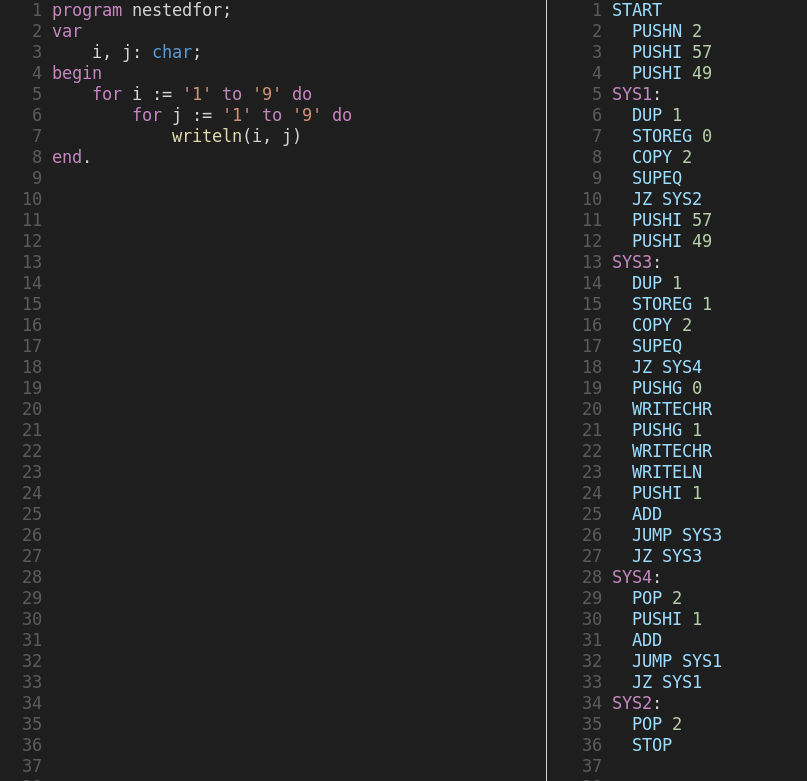 1 program nestedfor;
2 var
3     i, j: char;
4 begin
5     for i := '1' to '9' do
6         for j := '1' to '9' do
7             writeln(i, j)
8 end.
9
10
11
12
13
14
15
16
17
18
19
20
21
22
23
24
25
26
27
28
29
30
31
32
33
34
35
36
37
1 START
2   PUSHN 2
3   PUSHI 57
4   PUSHI 49
5 SYS1:
6   DUP 1
7   STOREG 0
8   COPY 2
9   SUPEQ
10   JZ SYS2
11   PUSHI 57
12   PUSHI 49
13 SYS3:
14   DUP 1
15   STOREG 1
16   COPY 2
17   SUPEQ
18   JZ SYS4
19   PUSHG 0
20   WRITECHR
21   PUSHG 1
22   WRITECHR
23   WRITELN
24   PUSHI 1
25   ADD
26   JUMP SYS3
27   JZ SYS3
28 SYS4:
29   POP 2
30   PUSHI 1
31   ADD
32   JUMP SYS1
33   JZ SYS1
34 SYS2:
35   POP 2
36   STOP
37